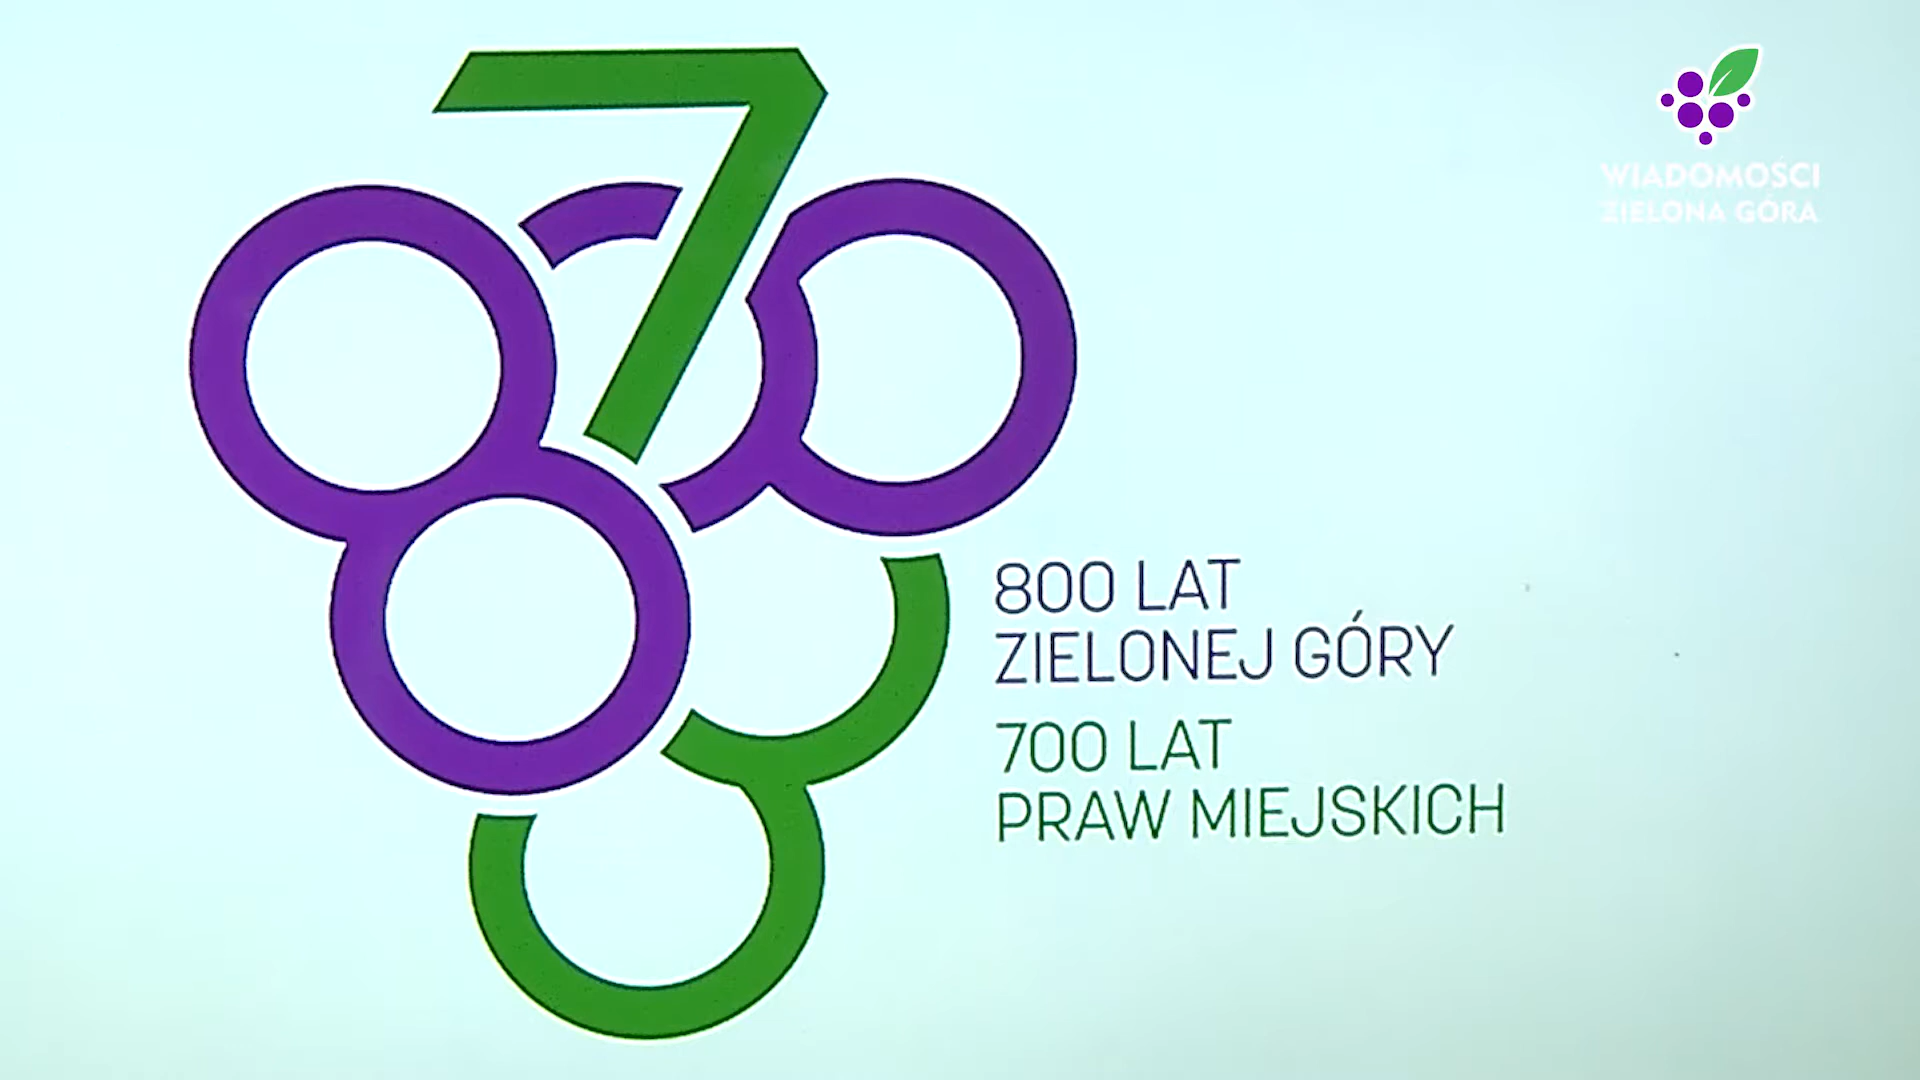 WIADOMOŚCI
ZIELONA GÓRA
800 LAT
ZIELONEJ GÓRY
700 LAT
PRAW MIEJSKICH